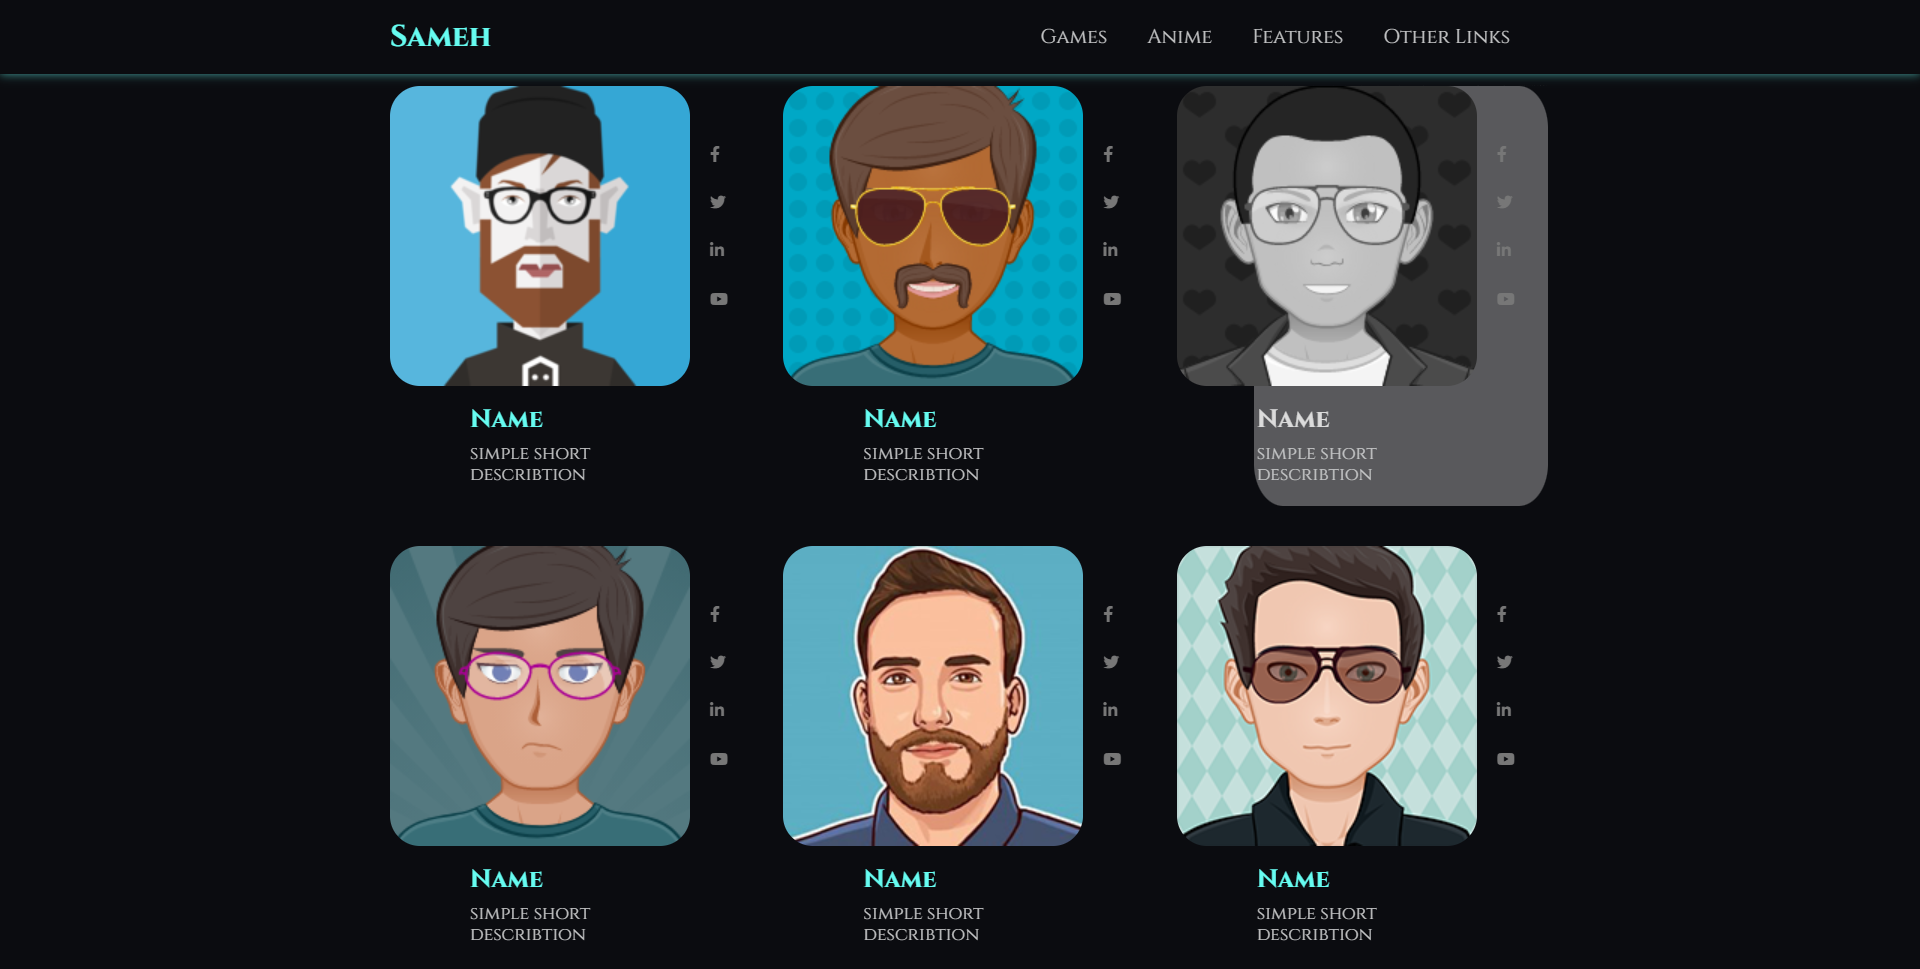 Sameh
Games Anime Features Other Links
Name
simple short
describtion
Name
simple short
describtion
Name
simple short
describtion
Name
simple short
describtion
Name
simple short
describtion
Name
simple short
describtion